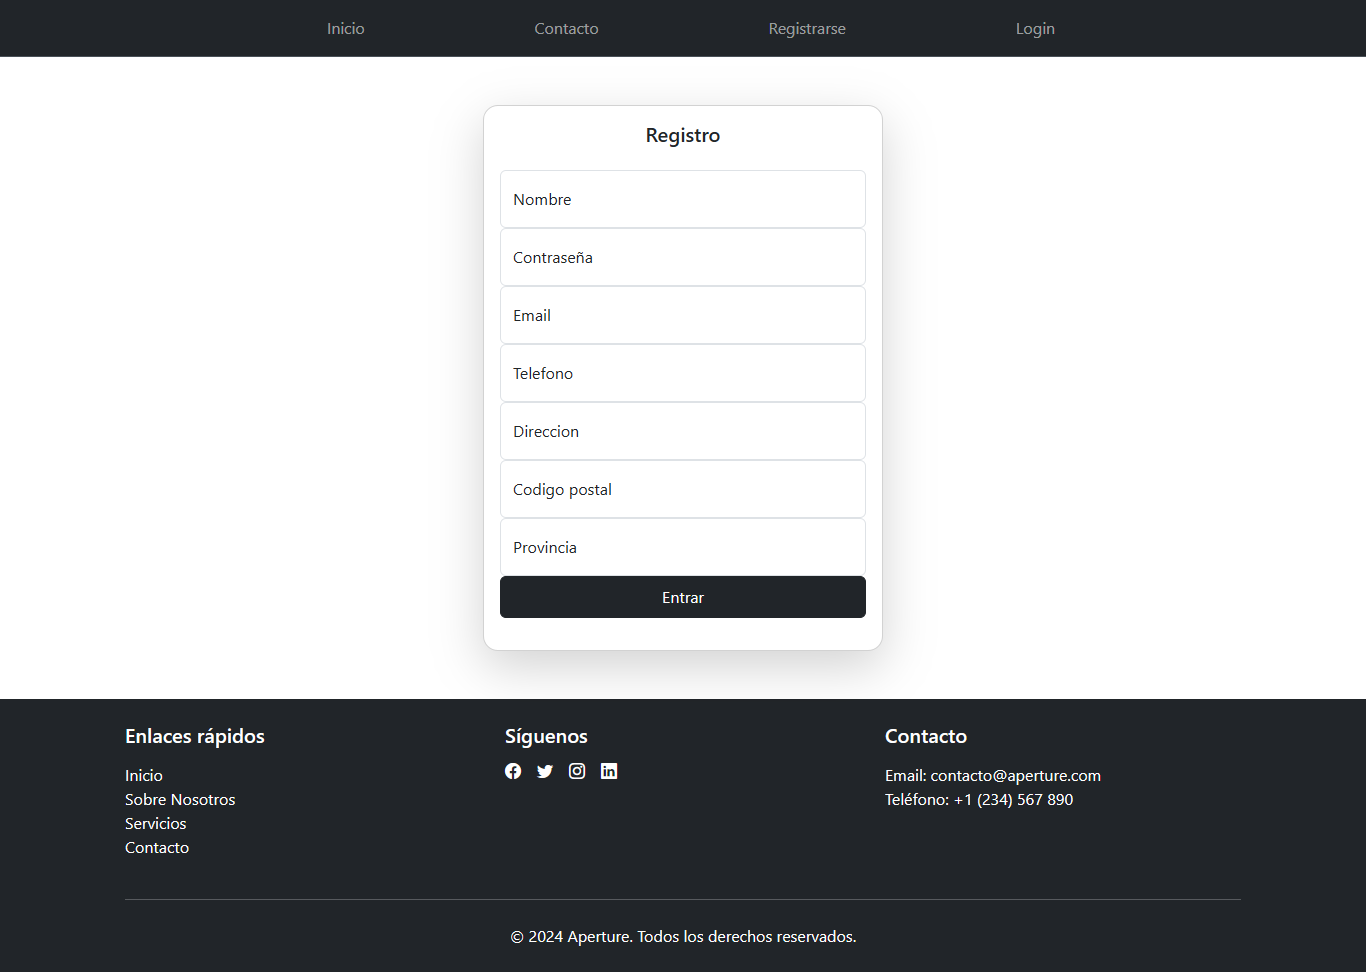 Inicio Contacto Registrarse Login
Registro
Nombre
Contraseña
Email
Telefono
Direccion
Codigo postal
Provincia
Entrar
Enlaces rápidos
Inicio
Sobre Nosotros
Servicios
Contacto
Síguenos
Contacto
Email: contacto@aperture.com
Teléfono: +1 (234) 567 890
© 2024 Aperture. Todos los derechos reservados.